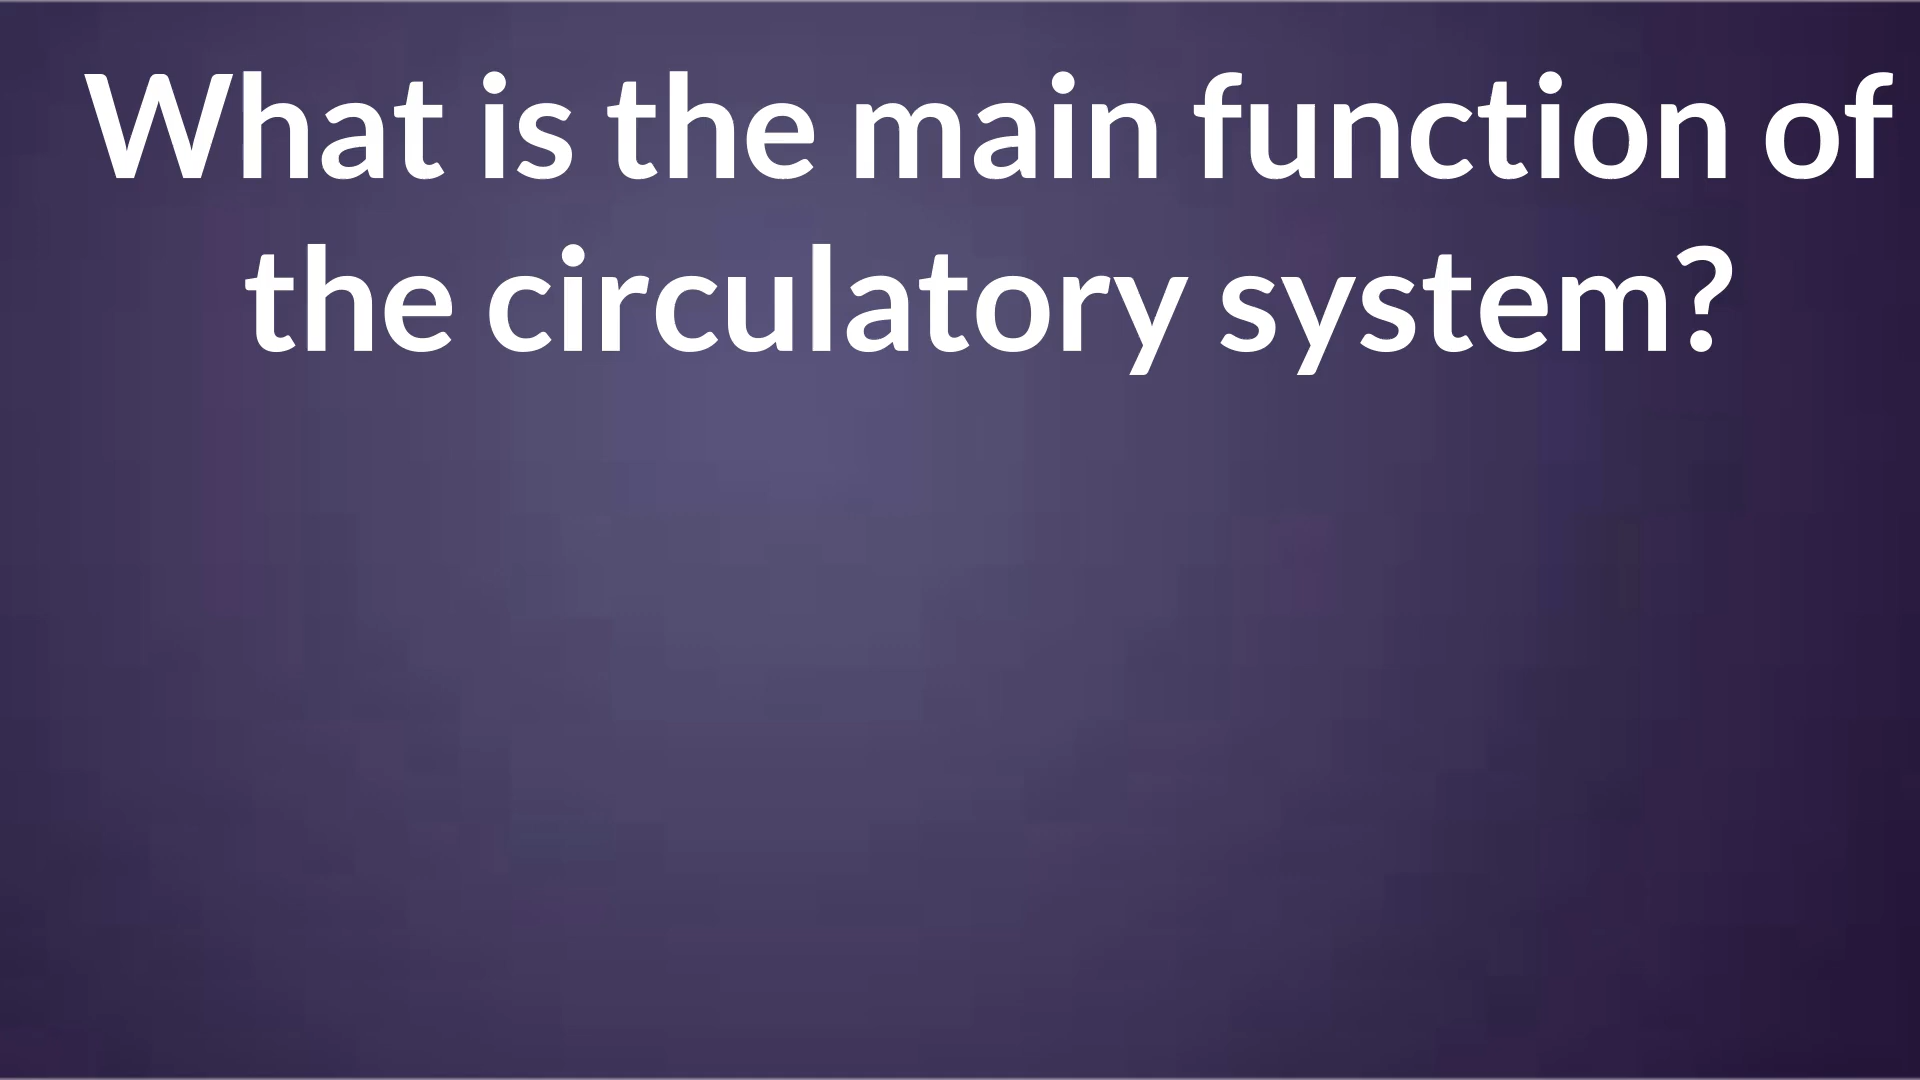 What is the main function of
the circulatory system?